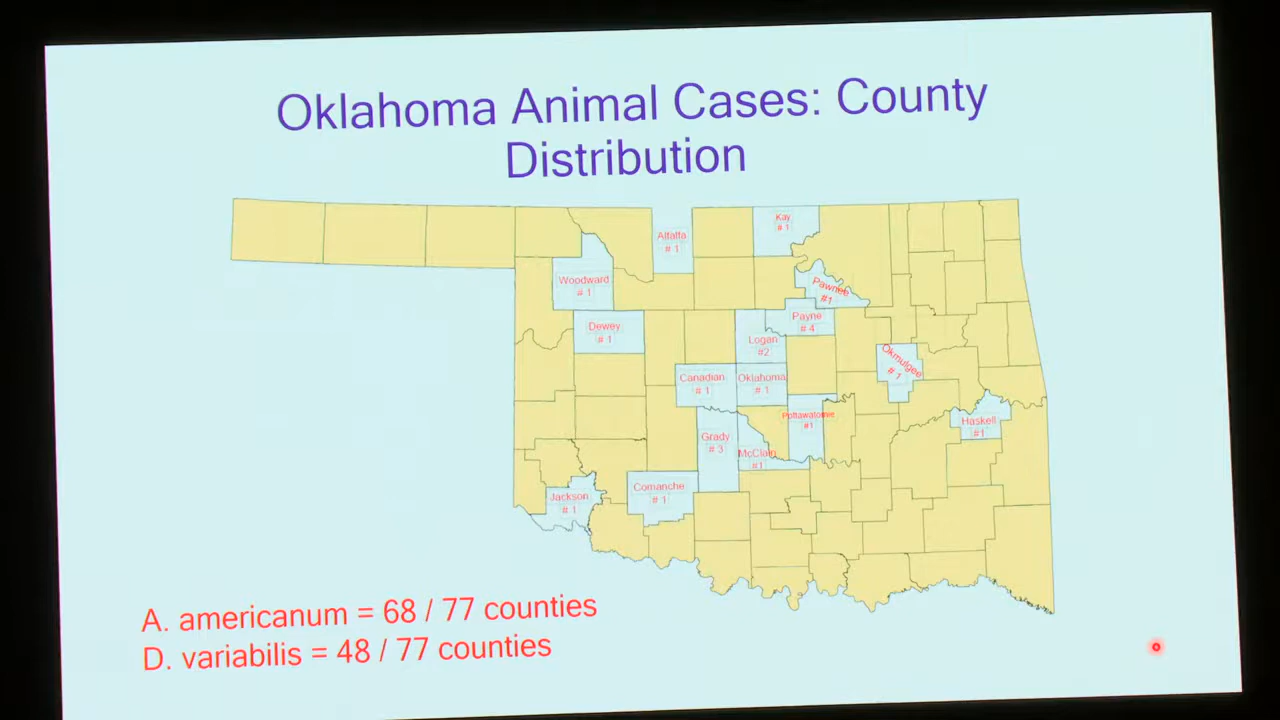 Oklahoma Animal Cases: County
Distribution
Kay
# 1
Alfalfa
# 1
Woodward
# 1
Pawnee
#1
Payne
# 4
Dewey
# 1
Logan
#2
Okmulgee
# 1
Canadian
# 1
Oklahoma
# 1
Pottawatomie
#1
Haskell
#1
Grady
# 3
McClain
#1
Comanche
# 1
Jackson
# 1
A. americanum = 68 / 77 counties
D. variabilis = 48 / 77 counties